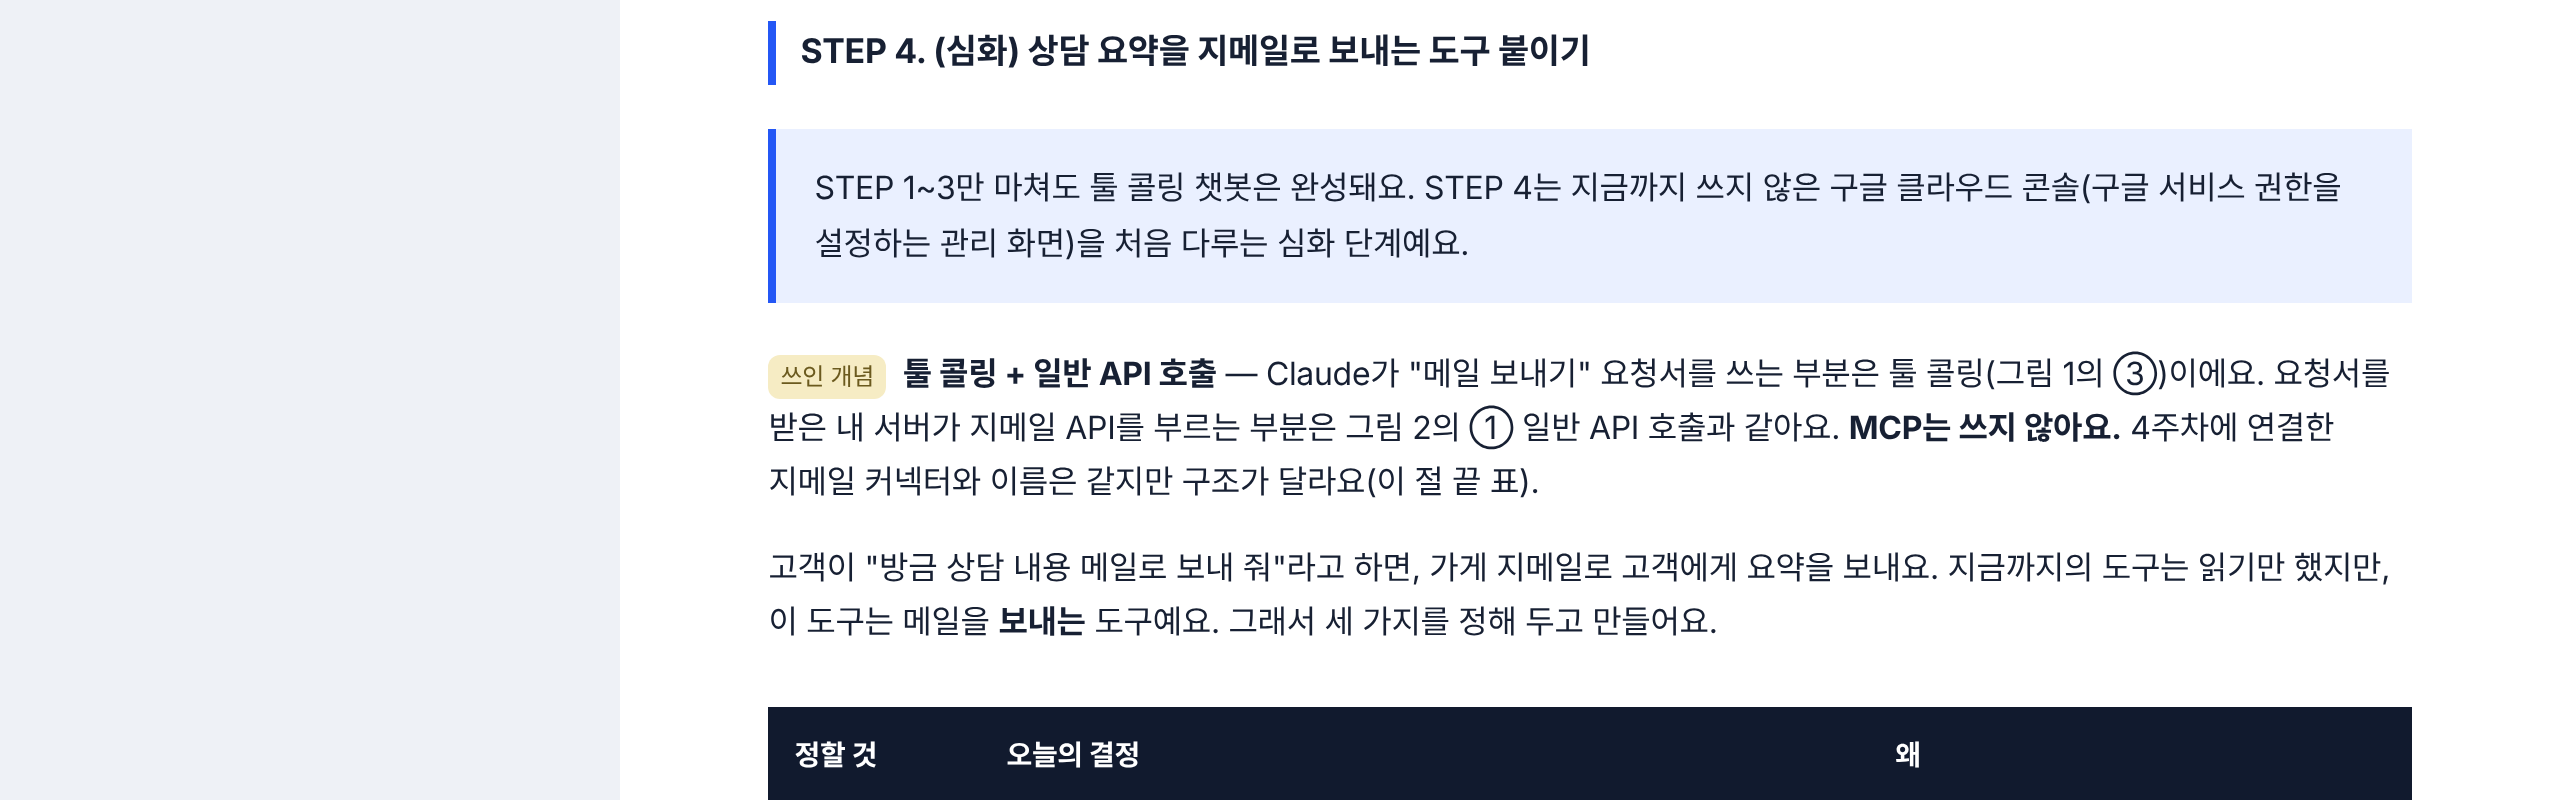 STEP 4. (심화) 상담 요약을 지메일로 보내는 도구 붙이기
STEP 1~3만 마쳐도 툴 콜링 챗봇은 완성돼요. STEP 4는 지금까지 쓰지 않은 구글 클라우드 콘솔(구글 서비스 권한을
설정하는 관리 화면)을 처음 다루는 심화 단계예요.
쓰인 개념 툴 콜링 + 일반 API 호출 — Claude가 "메일 보내기" 요청서를 쓰는 부분은 툴 콜링(그림 1의 ③)이에요. 요청서를
받은 내 서버가 지메일 API를 부르는 부분은 그림 2의 ① 일반 API 호출과 같아요. MCP는 쓰지 않아요. 4주차에 연결한
지메일 커넥터와 이름은 같지만 구조가 달라요(이 절 끝 표).
고객이 "방금 상담 내용 메일로 보내 줘"라고 하면, 가게 지메일로 고객에게 요약을 보내요. 지금까지의 도구는 읽기만 했지만,
이 도구는 메일을 보내는 도구예요. 그래서 세 가지를 정해 두고 만들어요.
정할 것 오늘의 결정 왜